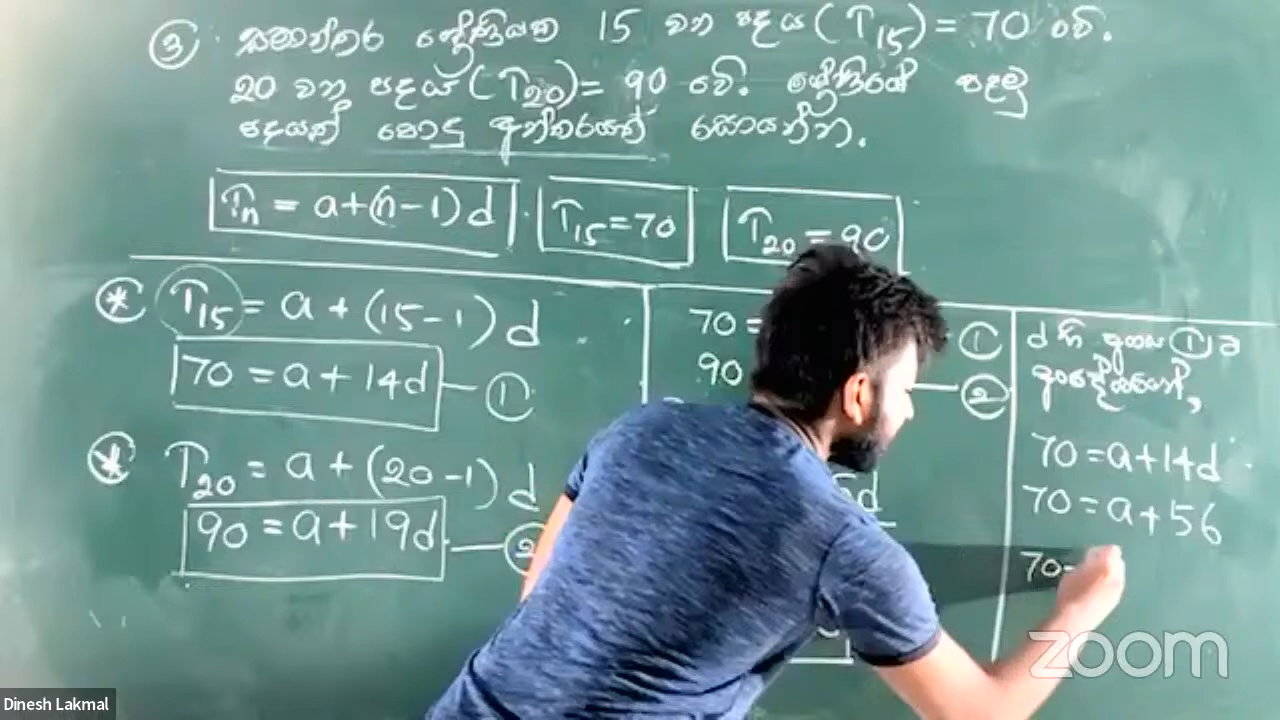 ③ සමාන්තර ශ්‍රේණියක 15 වන පදය (T₁₅) = 70 වේ.
20 වන පදය (T₂₀) = 90 වේ. ශ්‍රේණියේ පළමු
පදයත් පොදු අන්තරයත් සොයන්න.
Tₙ = a+(n-1)d T₁₅=70 T₂₀ = 90
* T₁₅ = a + (15-1)d
70 = a + 14d — ①
* T₂₀ = a + (20-1)d
90 = a + 19d — ②
70 = ①
90 — ②
5d
d හි අගය ① ට
ආදේශයෙන්,
70 = a+14d
70 = a+56
70-
zoom
Dinesh Lakmal